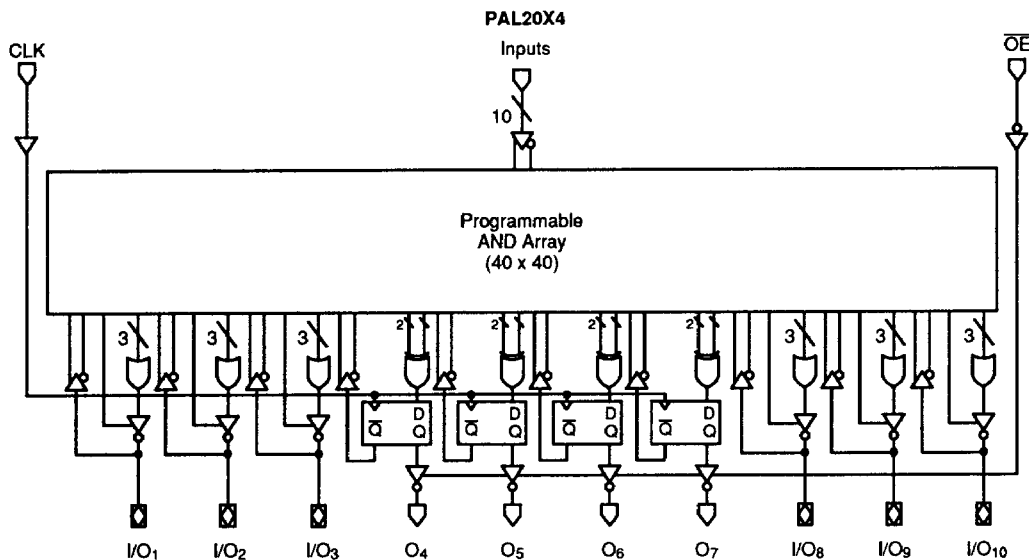 PAL20X4
CLK
Inputs
OE
10
Programmable
AND Array
(40 x 40)
3 3 3 2 2 2 2 3 3 3
D D D D
Q Q Q Q Q Q Q Q
I/O1 I/O2 I/O3 O4 O5 O6 O7 I/O8 I/O9 I/O10